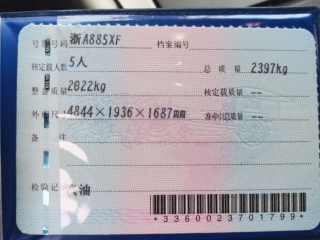 号牌号码 浙A885XF 档案编号
核定载人数 5人 总质量 2397kg
整备质量 2022kg 核定载质量 --
外廓尺寸 4844×1936×1687mm 准牵引总质量 --
备注
检验记 油
*3360023701799*